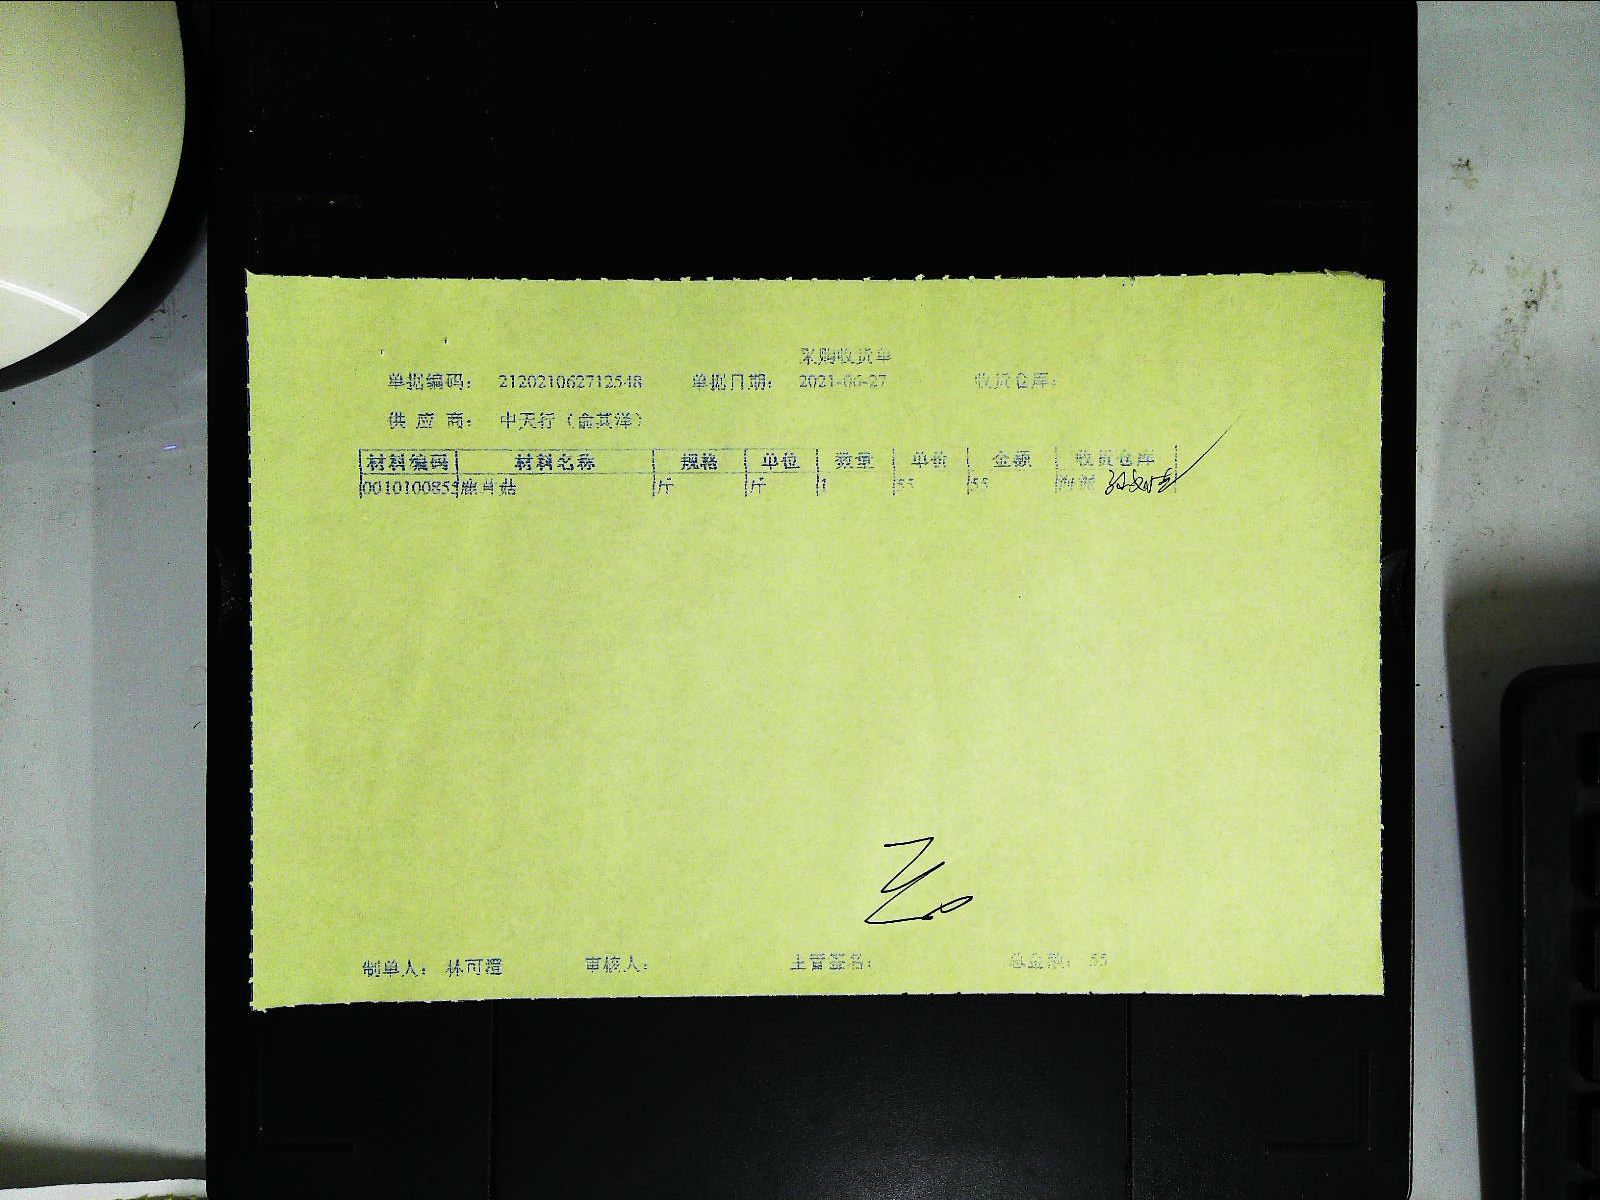 采购收货单
单据编码： 212021062712548 单据日期： 2021-06-27 收货仓库：
供 应 商： 中天行（俞其洋）
材料编码 材料名称 规格 单位 数量 单价 金额 收货仓库
0010100855 鹿茸菇 斤 斤 1 55 55
制单人： 林可澄 审核人： 主管签名： 总金额： 55